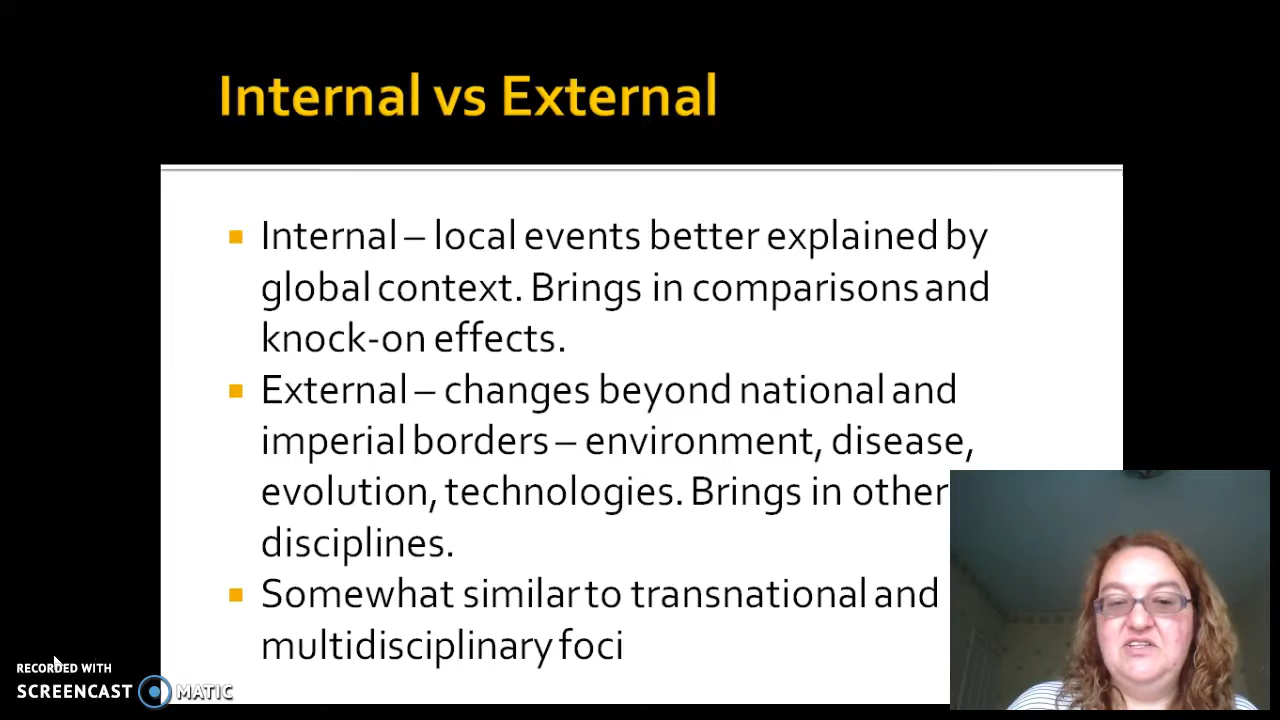 Internal vs External
Internal – local events better explained by
global context. Brings in comparisons and
knock-on effects.
External – changes beyond national and
imperial borders – environment, disease,
evolution, technologies. Brings in other
disciplines.
Somewhat similar to transnational and
multidisciplinary foci
RECORDED WITH
SCREENCAST MATIC